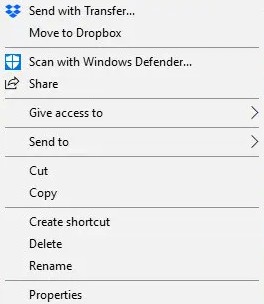 Send with Transfer...
Move to Dropbox
Scan with Windows Defender...
Share
Give access to
Send to
Cut
Copy
Create shortcut
Delete
Rename
Properties